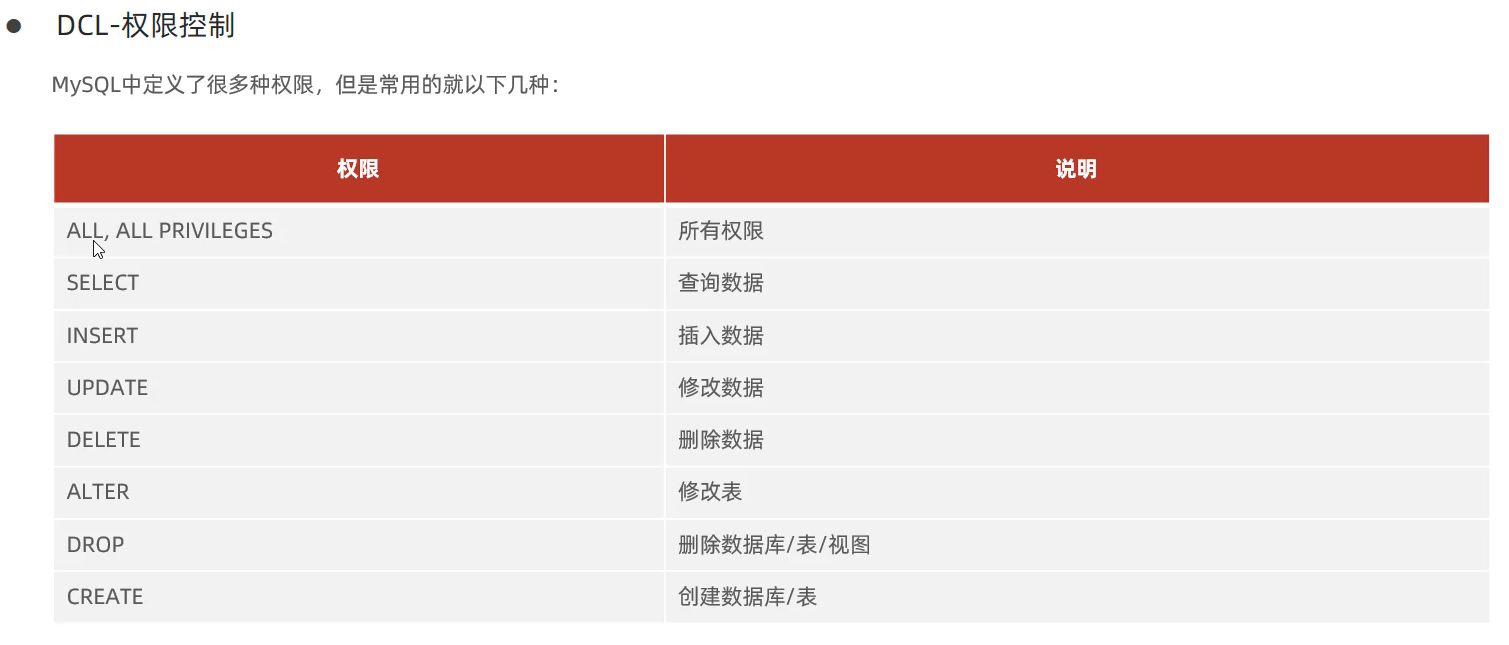 DCL-权限控制
MySQL中定义了很多种权限，但是常用的就以下几种：
权限 说明
ALL, ALL PRIVILEGES 所有权限
SELECT 查询数据
INSERT 插入数据
UPDATE 修改数据
DELETE 删除数据
ALTER 修改表
DROP 删除数据库/表/视图
CREATE 创建数据库/表